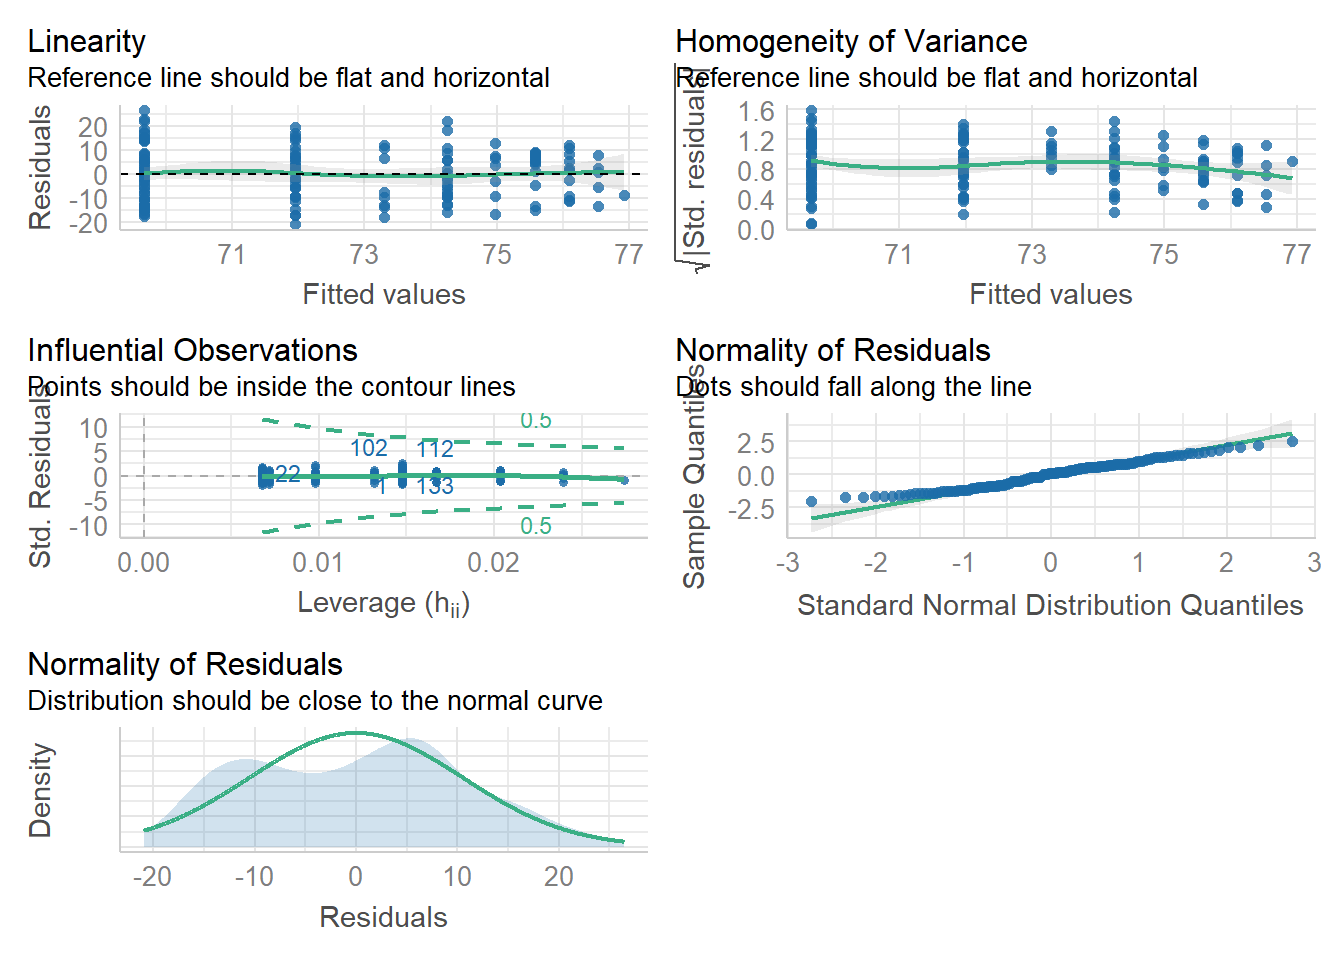 Linearity
Reference line should be flat and horizontal
Residuals
20
10
0
-10
-20
71
73
75
77
Fitted values
Homogeneity of Variance
Reference line should be flat and horizontal
√|Std. residuals|
1.6
1.2
0.8
0.4
0.0
71
73
75
77
Fitted values
Influential Observations
Points should be inside the contour lines
Std. Residuals
10
5
0
-5
-10
0.5
102
112
22
1
133
0.5
0.00
0.01
0.02
Leverage (hii)
Normality of Residuals
Dots should fall along the line
Sample Quantiles
2.5
0.0
-2.5
-3
-2
-1
0
1
2
3
Standard Normal Distribution Quantiles
Normality of Residuals
Distribution should be close to the normal curve
Density
-20
-10
0
10
20
Residuals